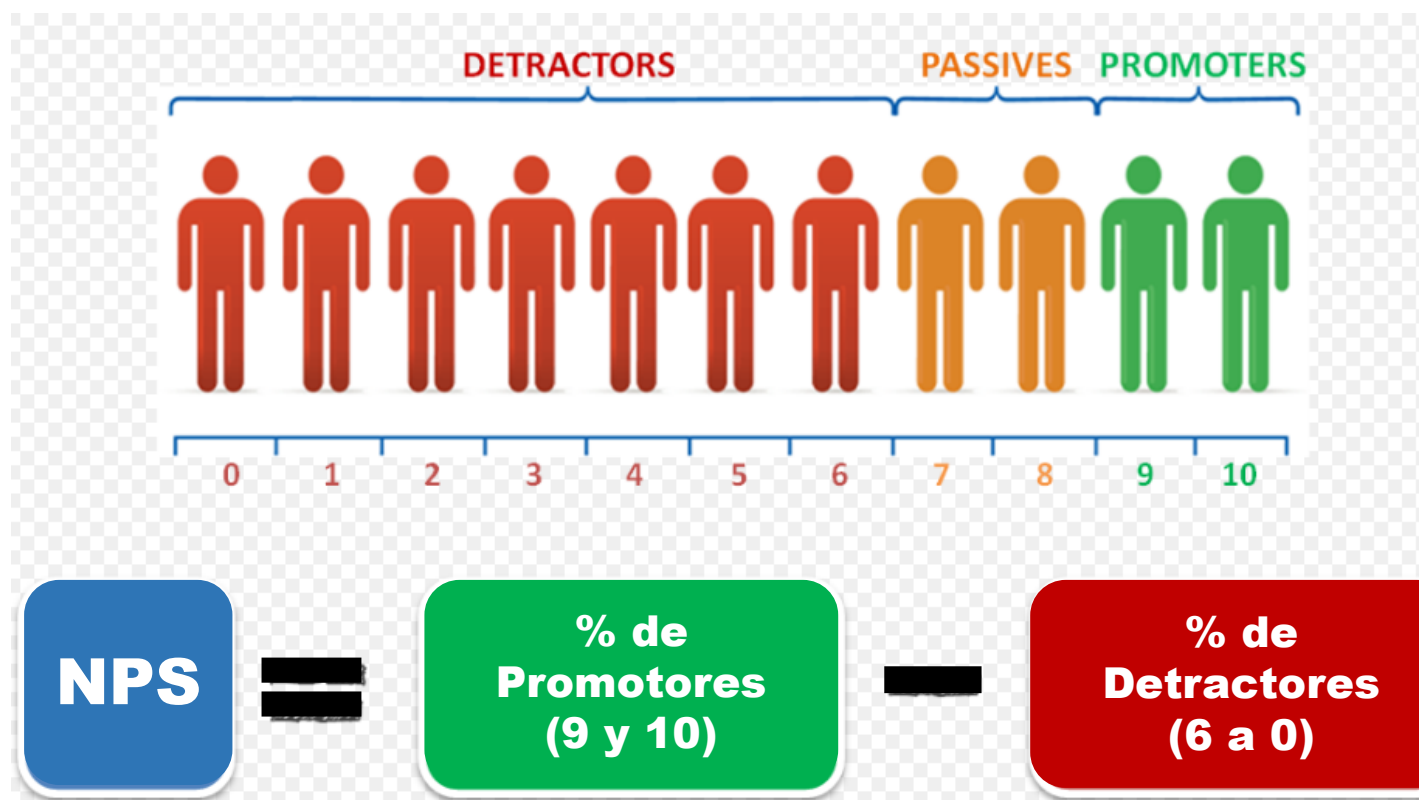 DETRACTORS PASSIVES PROMOTERS
0 1 2 3 4 5 6 7 8 9 10
NPS = % de Promotores (9 y 10) - % de Detractores (6 a 0)